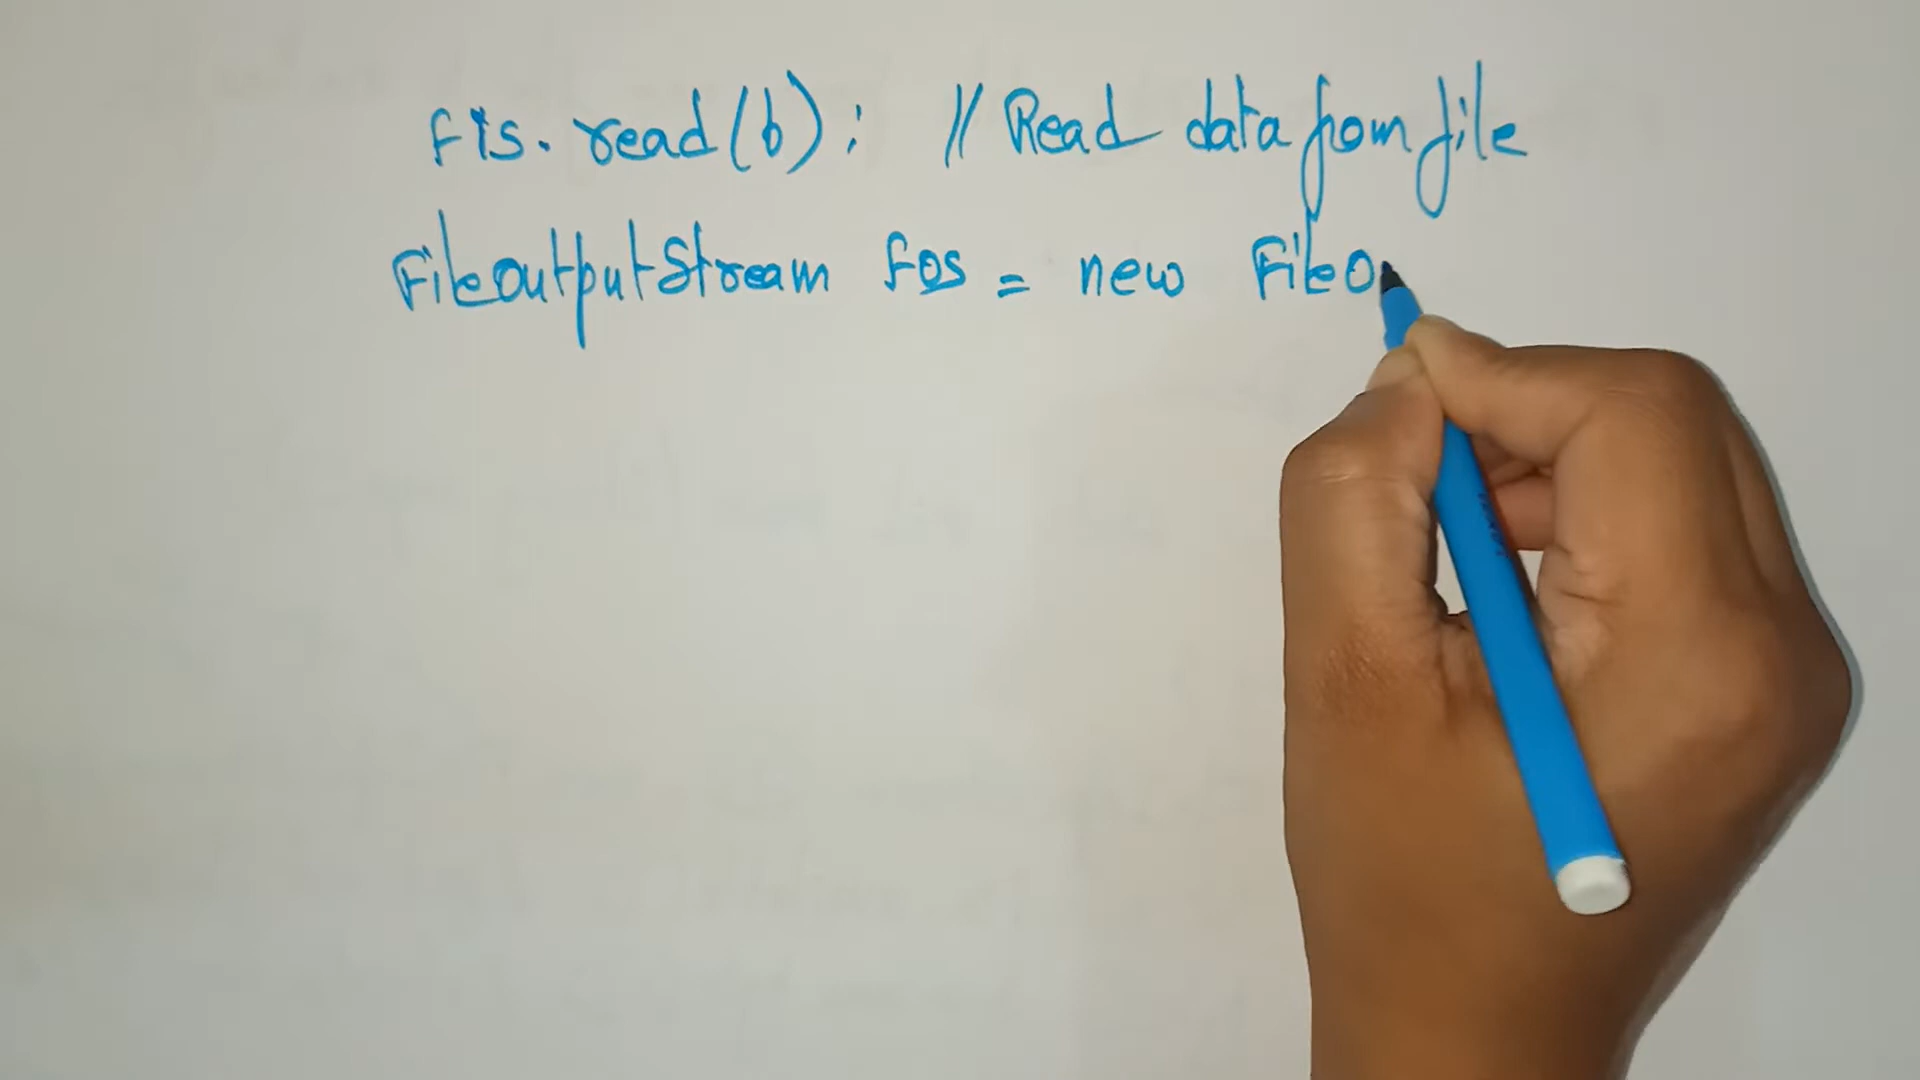 fis.read(b); // Read data from file
FileoutputStream fos = new FileO